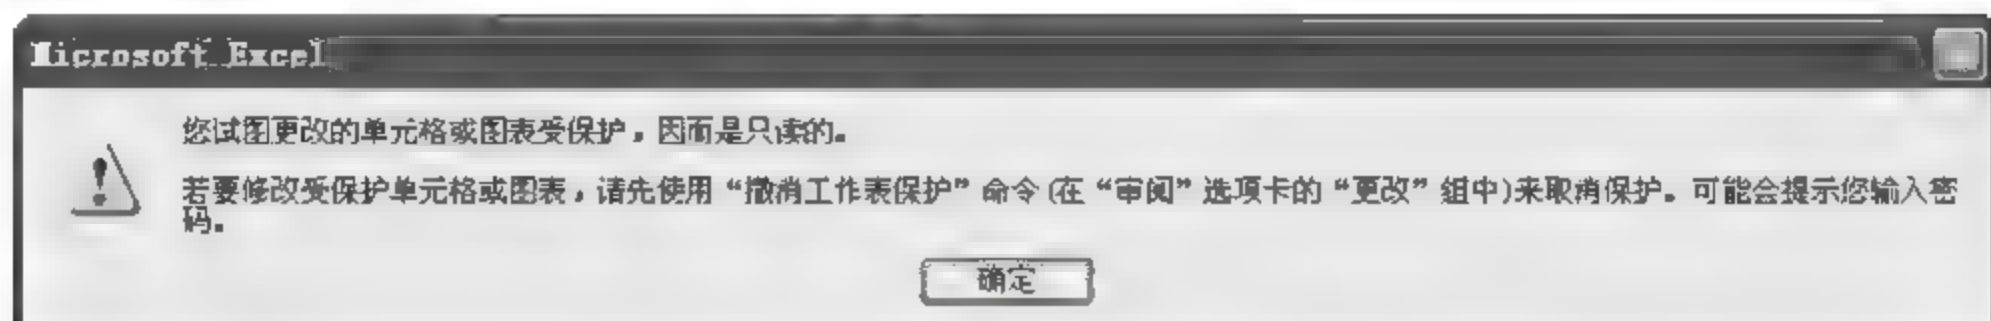 Microsoft Excel
您试图更改的单元格或图表受保护，因而是只读的。
若要修改受保护单元格或图表，请先使用“撤消工作表保护”命令(在“审阅”选项卡的“更改”组中)来取消保护。可能会提示您输入密
码。
确定